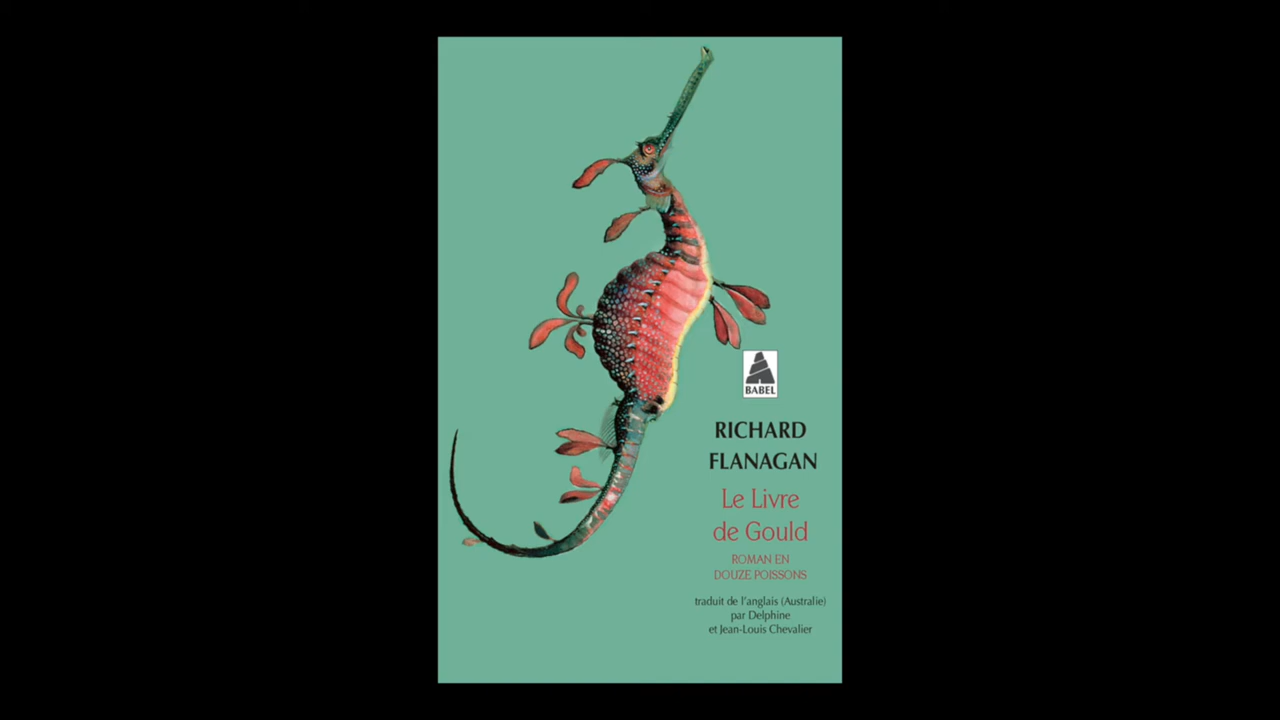 BABEL
RICHARD
FLANAGAN
Le Livre
de Gould
ROMAN EN
DOUZE POISSONS
traduit de l'anglais (Australie)
par Delphine
et Jean-Louis Chevalier